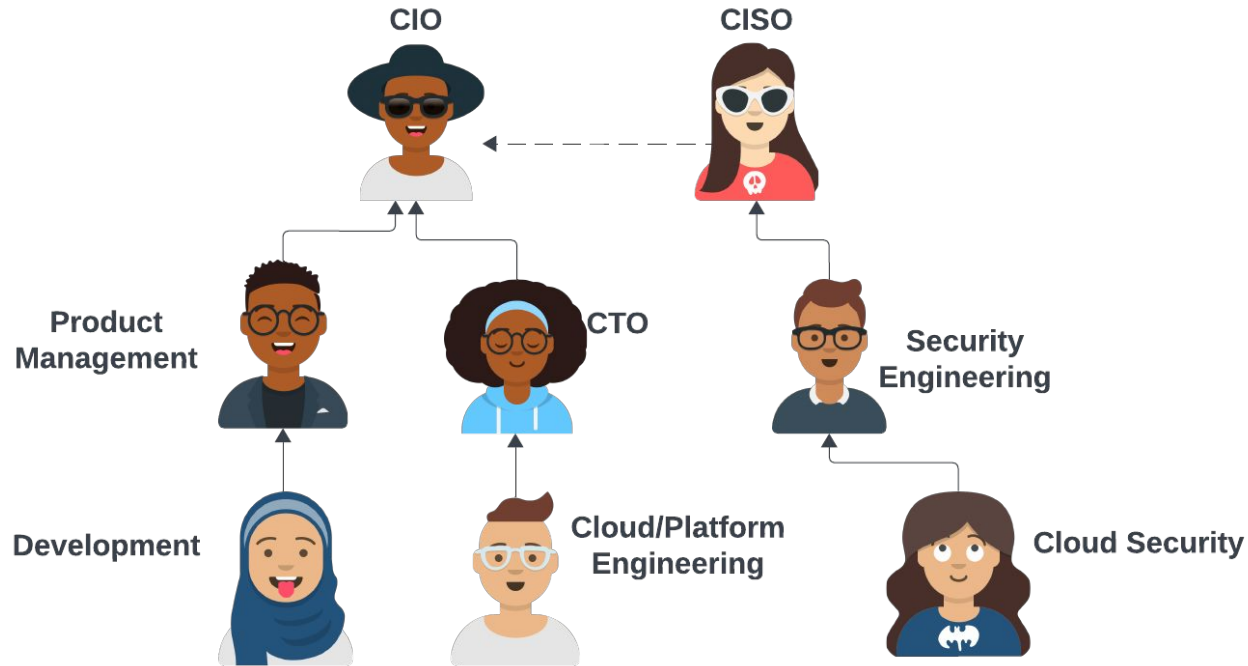 CIO
CISO
Product
Management
CTO
Security
Engineering
Development
Cloud/Platform
Engineering
Cloud Security